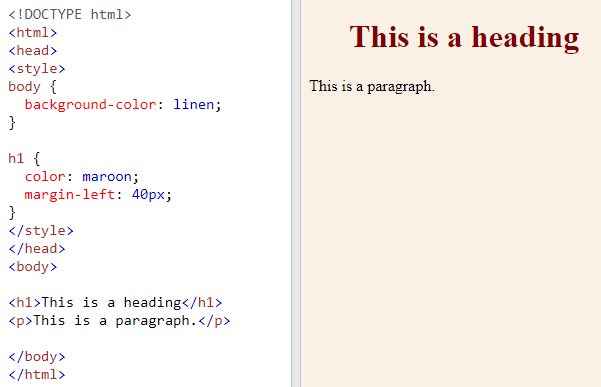 <!DOCTYPE html>
<html>
<head>
<style>
body {
  background-color: linen;
}

h1 {
  color: maroon;
  margin-left: 40px;
}
</style>
</head>
<body>

<h1>This is a heading</h1>
<p>This is a paragraph.</p>

</body>
</html>
This is a heading
This is a paragraph.